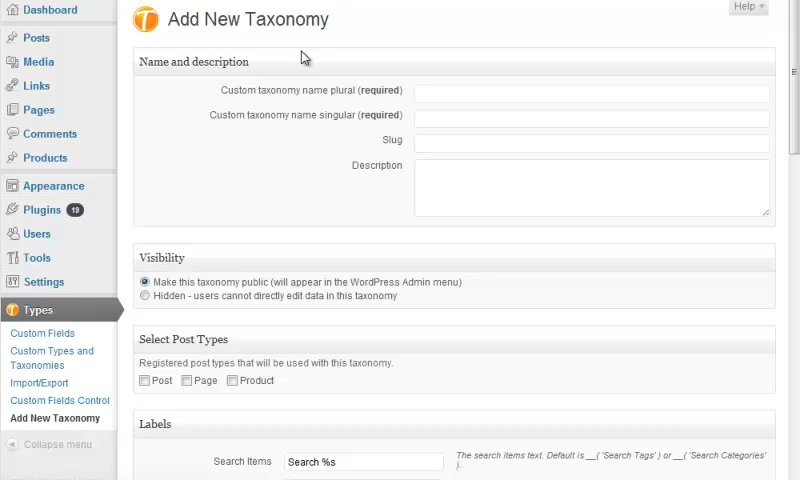 Dashboard
Posts
Media
Links
Pages
Comments
Products
Appearance
Plugins 19
Users
Tools
Settings
Types
Custom Fields
Custom Types and
Taxonomies
Import/Export
Custom Fields Control
Add New Taxonomy
Collapse menu
Help
Add New Taxonomy
Name and description
Custom taxonomy name plural (required)
Custom taxonomy name singular (required)
Slug
Description
Visibility
Make this taxonomy public (will appear in the WordPress Admin menu)
Hidden - users cannot directly edit data in this taxonomy
Select Post Types
Registered post types that will be used with this taxonomy.
Post Page Product
Labels
Search Items Search %s
The search items text. Default is __( 'Search Tags' ) or __( 'Search Categories'
).